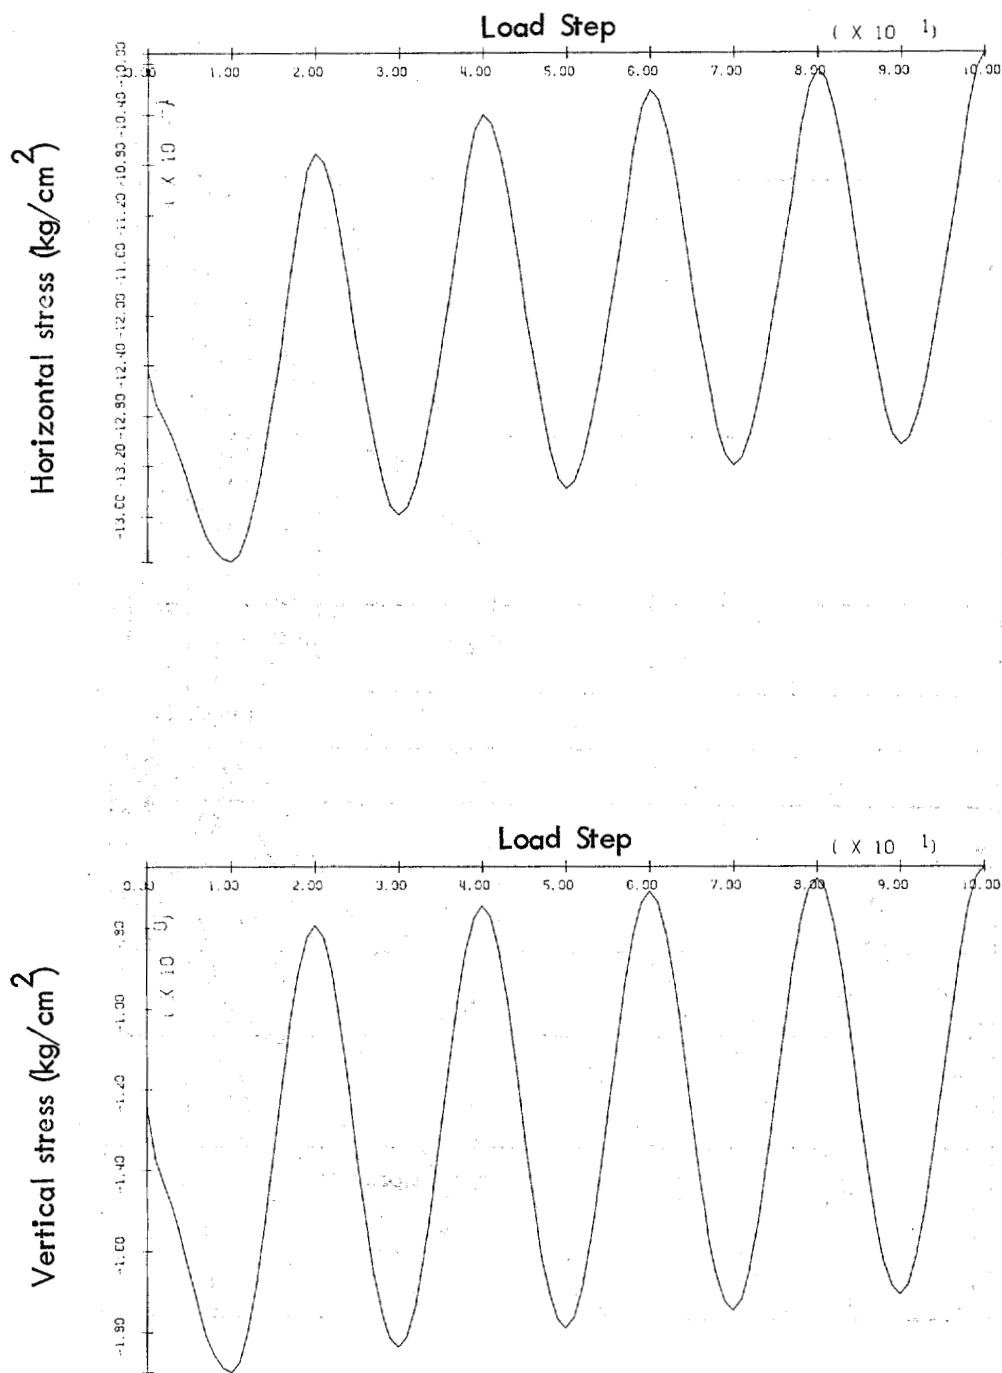 Load Step
( X 10 1)
0.00 1.00 2.00 3.00 4.00 5.00 6.00 7.00 8.00 9.00 10.00
Horizontal stress (kg/cm2)
-13.60 -13.20 -12.80 -12.40 -12.00 -11.60 -11.20 -10.80 -10.40 -10.00
Load Step
( X 10 1)
0.00 1.00 2.00 3.00 4.00 5.00 6.00 7.00 8.00 9.00 10.00
Vertical stress (kg/cm2)
( X 10 0)
-1.80 -1.60 -1.40 -1.20 -1.00 -.80